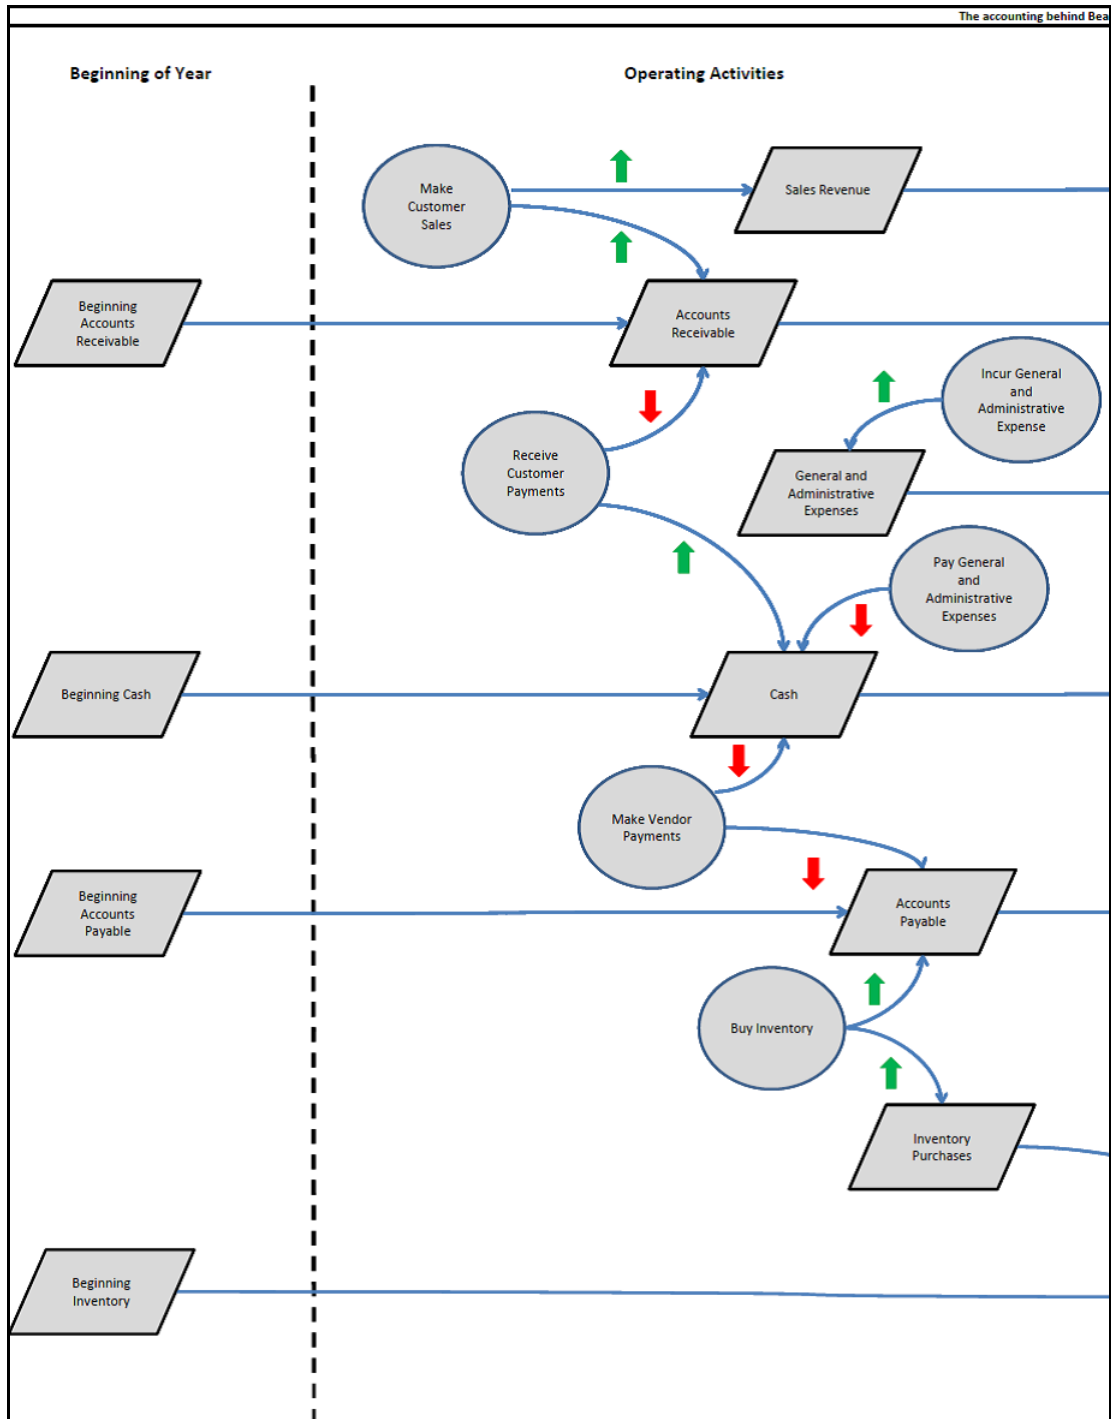 The accounting behind Bea
Beginning of Year
Operating Activities
Make
Customer
Sales
Sales Revenue
Beginning
Accounts
Receivable
Accounts
Receivable
Incur General
and
Administrative
Expense
Receive
Customer
Payments
General and
Administrative
Expenses
Pay General
and
Administrative
Expenses
Beginning Cash
Cash
Make Vendor
Payments
Beginning
Accounts
Payable
Accounts
Payable
Buy Inventory
Inventory
Purchases
Beginning
Inventory